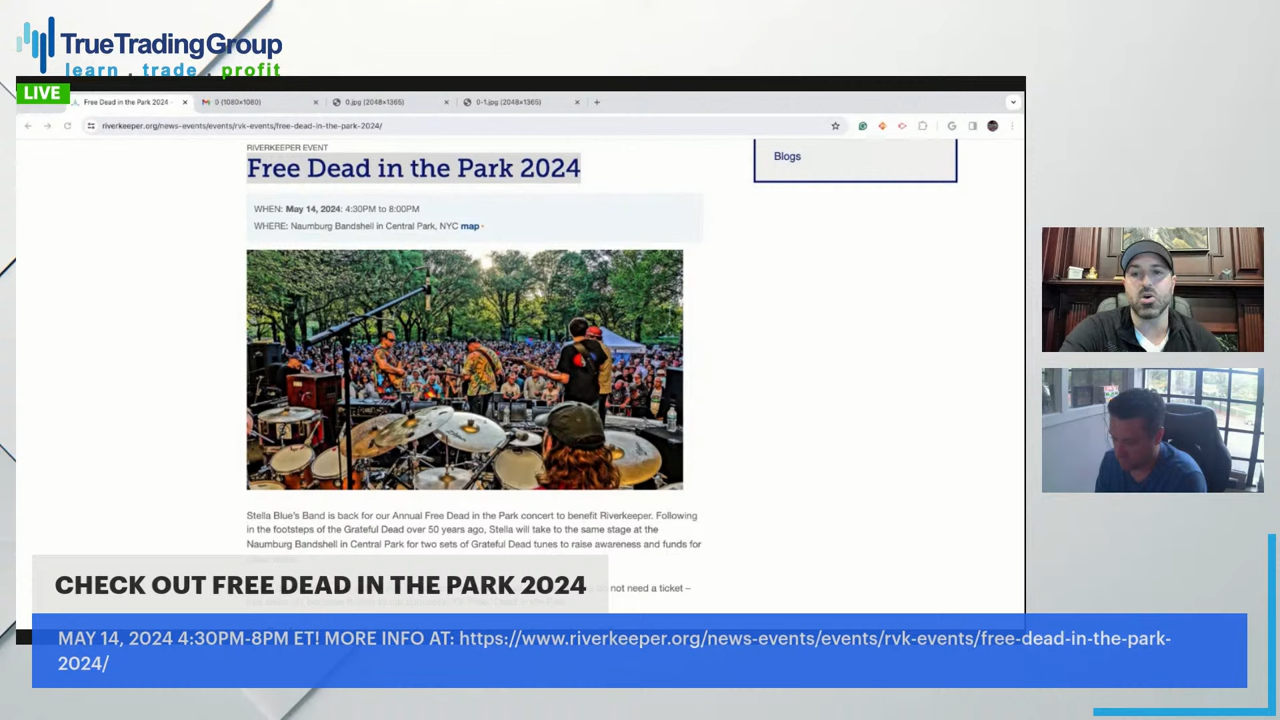 TrueTradingGroup
learn . trade . profit
LIVE
Free Dead in the Park 2024
0 (1080×1080)
0.jpg (2048×1365)
0-1.jpg (2048×1365)
riverkeeper.org/news-events/events/rvk-events/free-dead-in-the-park-2024/
RIVERKEEPER EVENT
Free Dead in the Park 2024
Blogs
WHEN: May 14, 2024: 4:30PM to 8:00PM
WHERE: Naumburg Bandshell in Central Park, NYC map
Stella Blue's Band is back for our Annual Free Dead in the Park concert to benefit Riverkeeper. Following
in the footsteps of the Grateful Dead over 50 years ago, Stella will take to the same stage at the
Naumburg Bandshell in Central Park for two sets of Grateful Dead tunes to raise awareness and funds for
not need a ticket –
CHECK OUT FREE DEAD IN THE PARK 2024
MAY 14, 2024 4:30PM-8PM ET! MORE INFO AT: https://www.riverkeeper.org/news-events/events/rvk-events/free-dead-in-the-park-
2024/